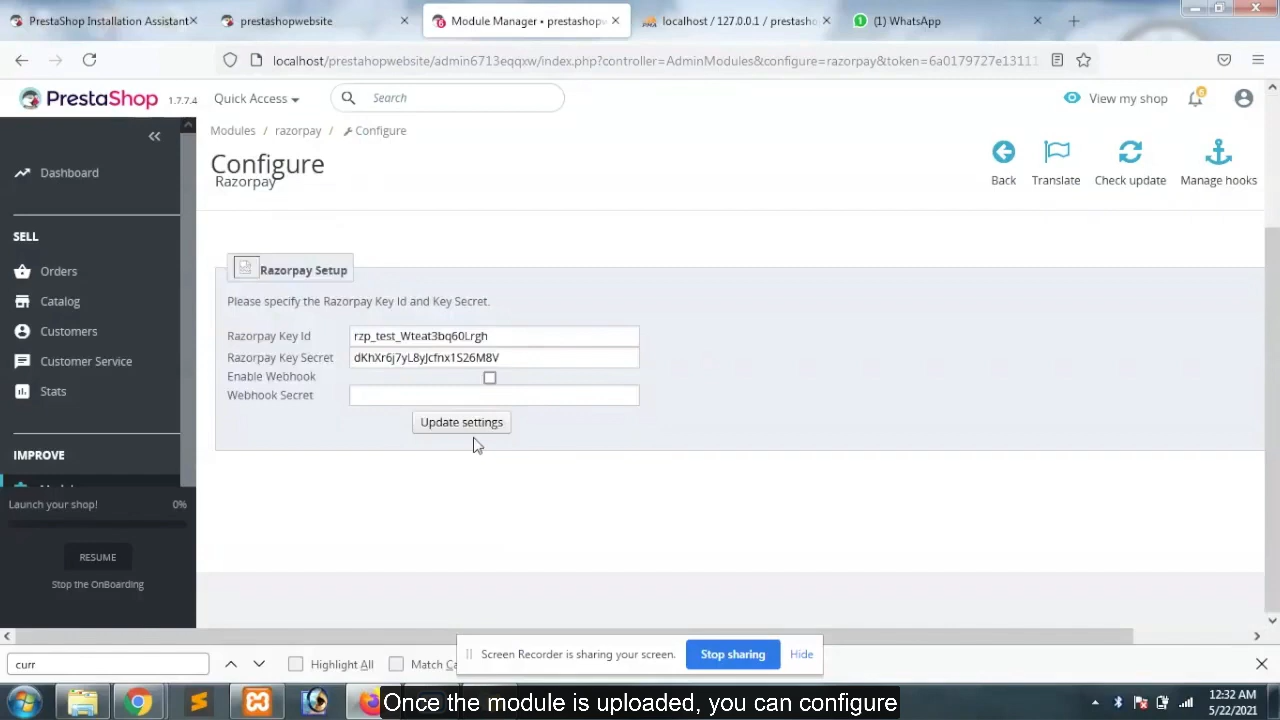 PrestaShop Installation Assistant
prestashopwebsite
Module Manager • prestashopw
localhost / 127.0.0.1 / prestasho
(1) WhatsApp
localhost/prestashopwebsite/admin6713eqqyw/index.php?controller=AdminModules&configure=razorpay&token=6a0179727e13111
PrestaShop 1.7.7.4
Quick Access
Search
View my shop
Modules / razorpay / Configure
Configure
Razorpay
Back
Translate
Check update
Manage hooks
Dashboard
SELL
Orders
Catalog
Customers
Customer Service
Stats
IMPROVE
Launch your shop! 0%
RESUME
Stop the OnBoarding
Razorpay Setup
Please specify the Razorpay Key Id and Key Secret.
Razorpay Key Id rzp_test_Wteat3bq60Lrgh
Razorpay Key Secret dKhXr6j7yL8yJcfnx1S26M8V
Enable Webhook
Webhook Secret
Update settings
Screen Recorder is sharing your screen.
Stop sharing
Hide
curr
Highlight All
Match Ca
Once the module is uploaded, you can configure
12:32 AM
5/22/2021